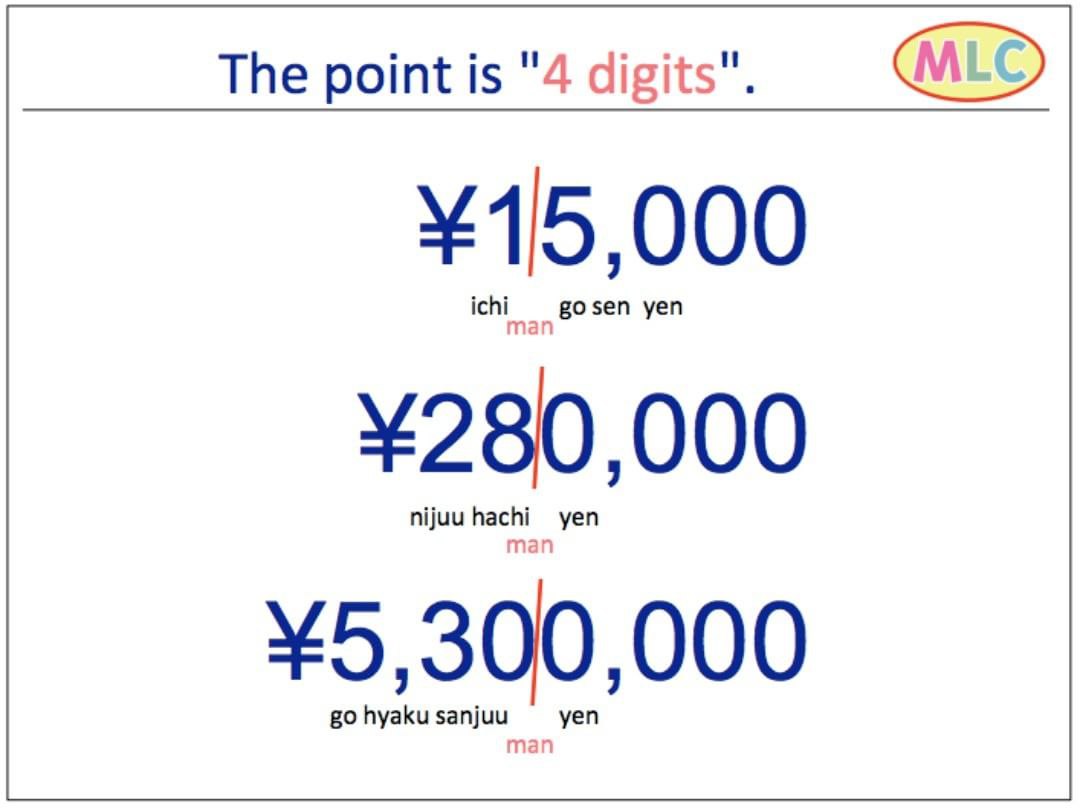 The point is "4 digits".
MLC
¥15,000
ichi man go sen yen
¥280,000
nijuu hachi man yen
¥5,300,000
go hyaku sanjuu man yen